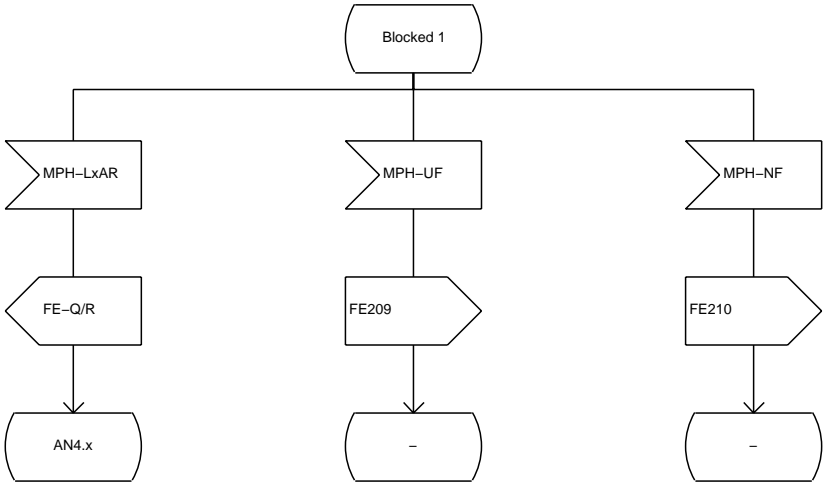 Blocked 1
MPH−LxAR
MPH−UF
MPH−NF
FE−Q/R
FE209
FE210
AN4.x
−
−